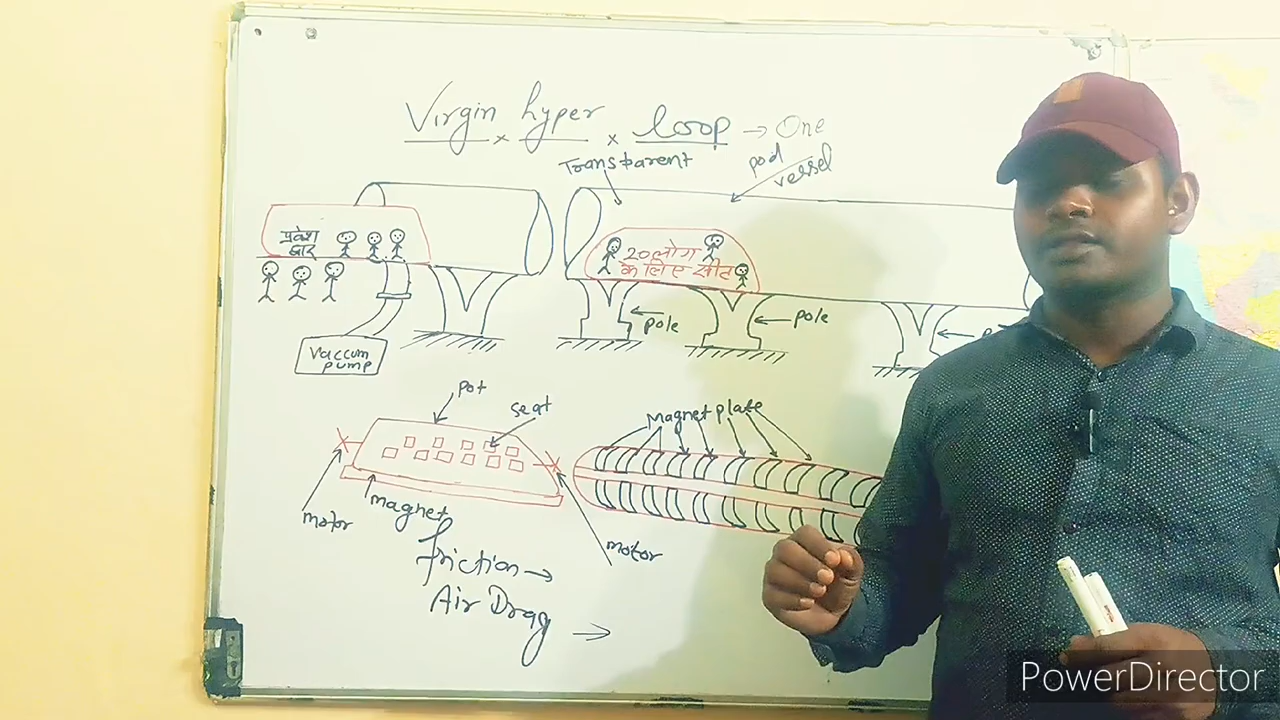 Virgin hyper loop → One
Transparent
pod
vessel
प्रवेश
द्वार
20 लोग
के लिए सीट
pole
pole
Vaccum
pump
pot
seat
Magnet plate
magnet
motor
motor
friction →
Air Drag →
PowerDirector